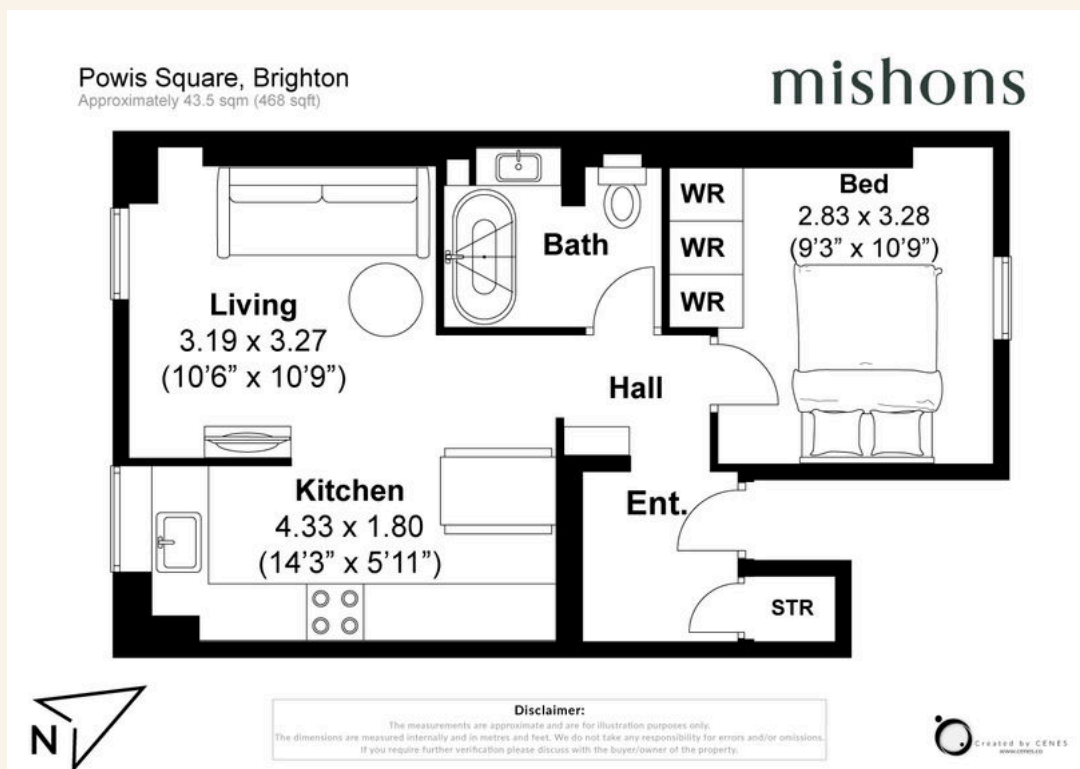 Powis Square, Brighton
Approximately 43.5 sqm (468 sqft)
mishons
Living
3.19 x 3.27
(10’6” x 10’9”)
Bath
WR
WR
WR
Bed
2.83 x 3.28
(9’3” x 10’9”)
Hall
Kitchen
4.33 x 1.80
(14’3” x 5’11”)
Ent.
STR
N
Disclaimer:
The measurements are approximate and are for illustration purposes only.
The dimensions are measured internally and in metres and feet. We do not take any responsibility for errors and/or omissions.
If you require further verification please discuss with the buyer/owner of the property.
Created by CENES
www.cenes.co